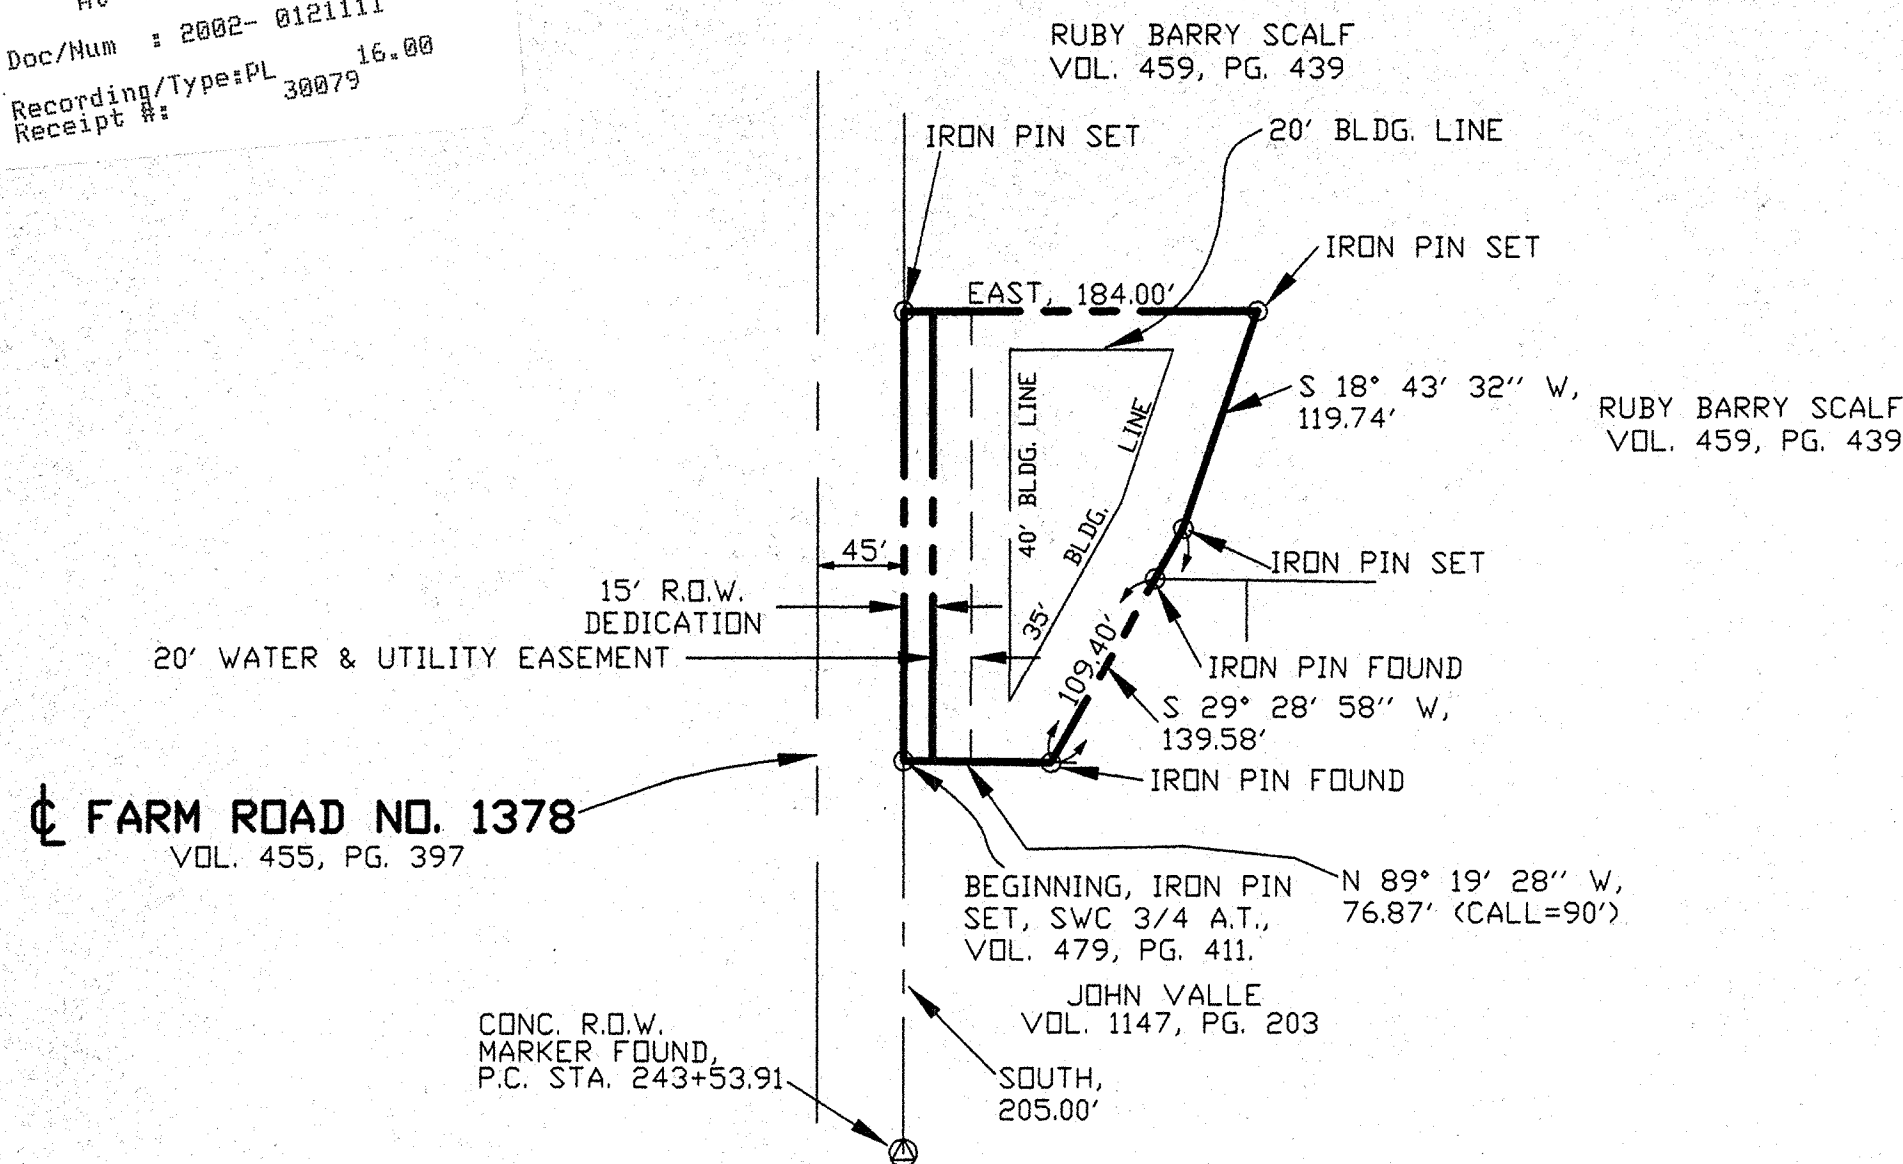 Doc/Num : 2002- 0121111
Recording/Type:PL 16.00
Receipt #: 30079
RUBY BARRY SCALF
VOL. 459, PG. 439
IRON PIN SET
20' BLDG. LINE
IRON PIN SET
EAST, 184.00'
S 18° 43' 32'' W,
119.74'
RUBY BARRY SCALF
VOL. 459, PG. 439
40' BLDG. LINE
35' BLDG. LINE
45'
IRON PIN SET
15' R.O.W.
DEDICATION
20' WATER & UTILITY EASEMENT
109.40'
IRON PIN FOUND
S 29° 28' 58'' W,
139.58'
IRON PIN FOUND
℄ FARM ROAD NO. 1378
VOL. 455, PG. 397
BEGINNING, IRON PIN
SET, SWC 3/4 A.T.,
VOL. 479, PG. 411.
N 89° 19' 28'' W,
76.87' (CALL=90')
JOHN VALLE
VOL. 1147, PG. 203
CONC. R.O.W.
MARKER FOUND,
P.C. STA. 243+53.91
SOUTH,
205.00'